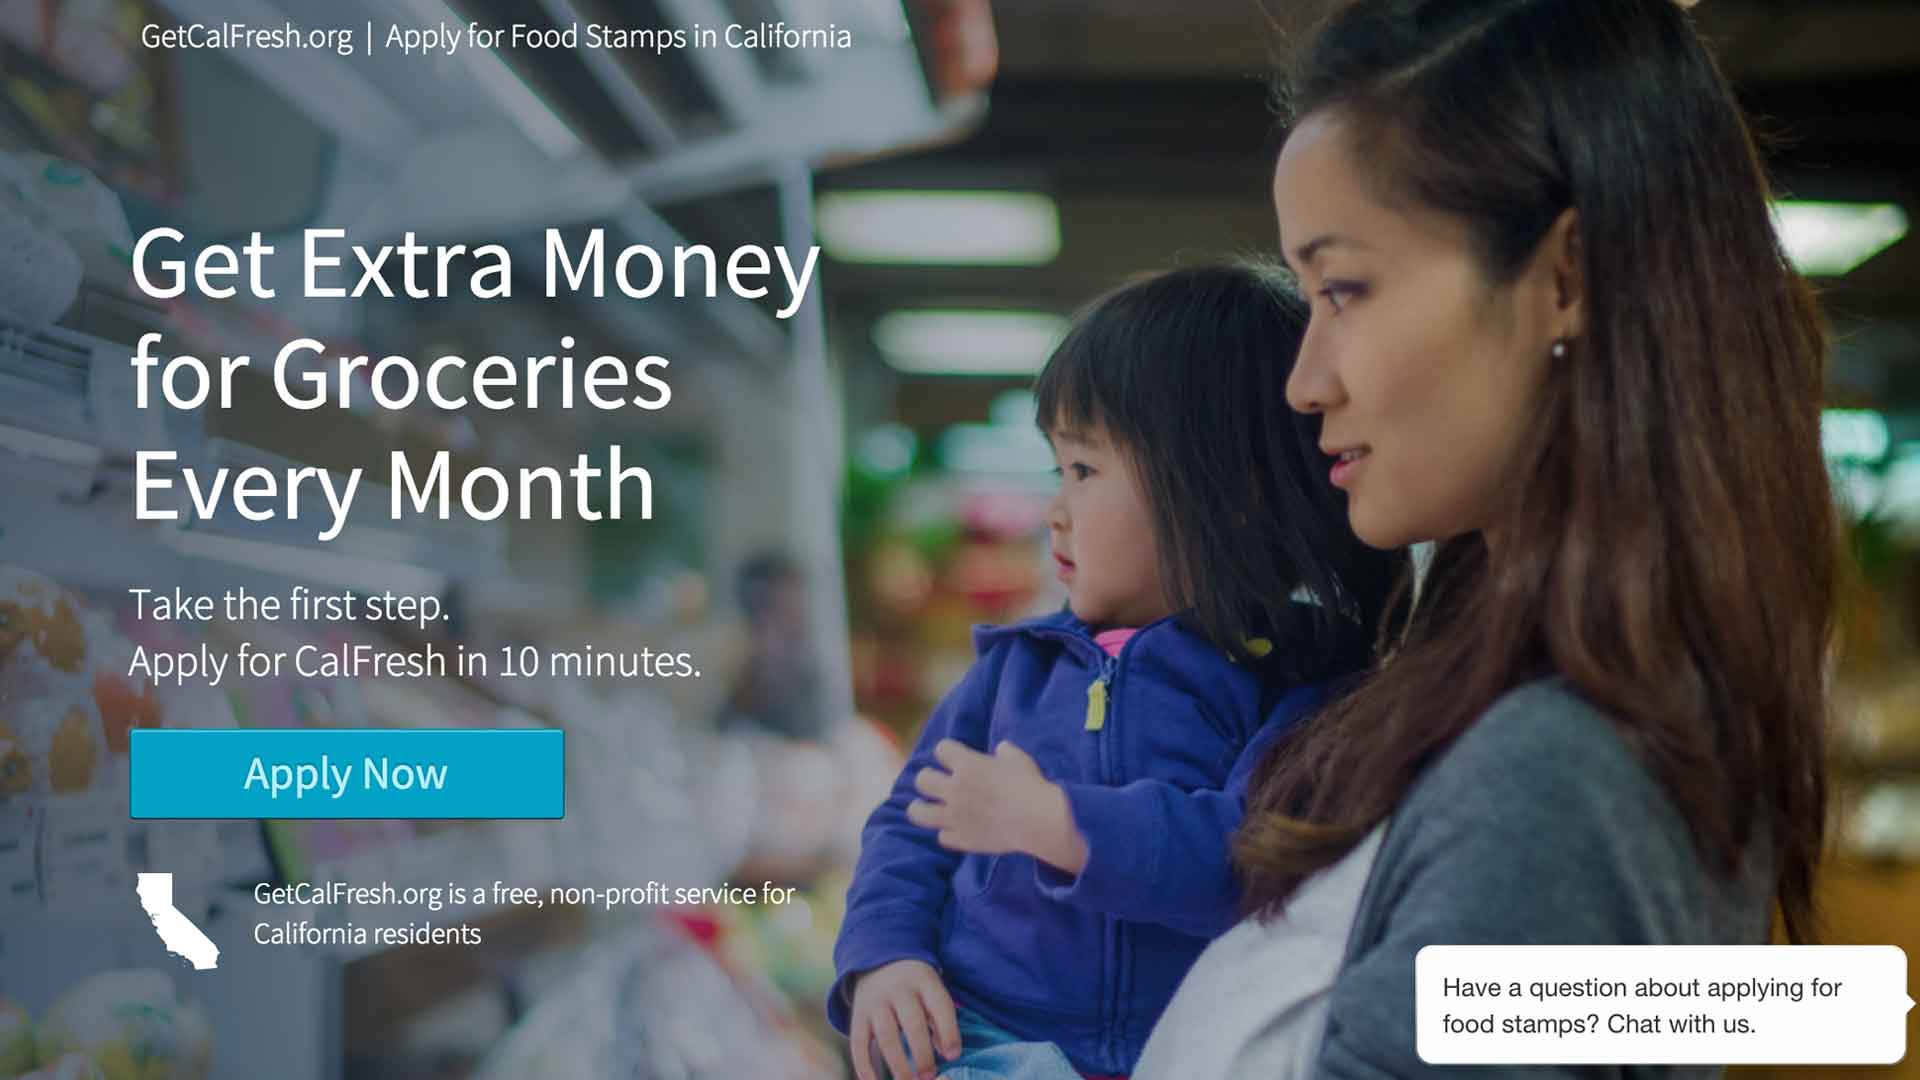 GetCalFresh.org | Apply for Food Stamps in California
Get Extra Money
for Groceries
Every Month
Take the first step.
Apply for CalFresh in 10 minutes.
Apply Now
GetCalFresh.org is a free, non-profit service for
California residents
Have a question about applying for
food stamps? Chat with us.